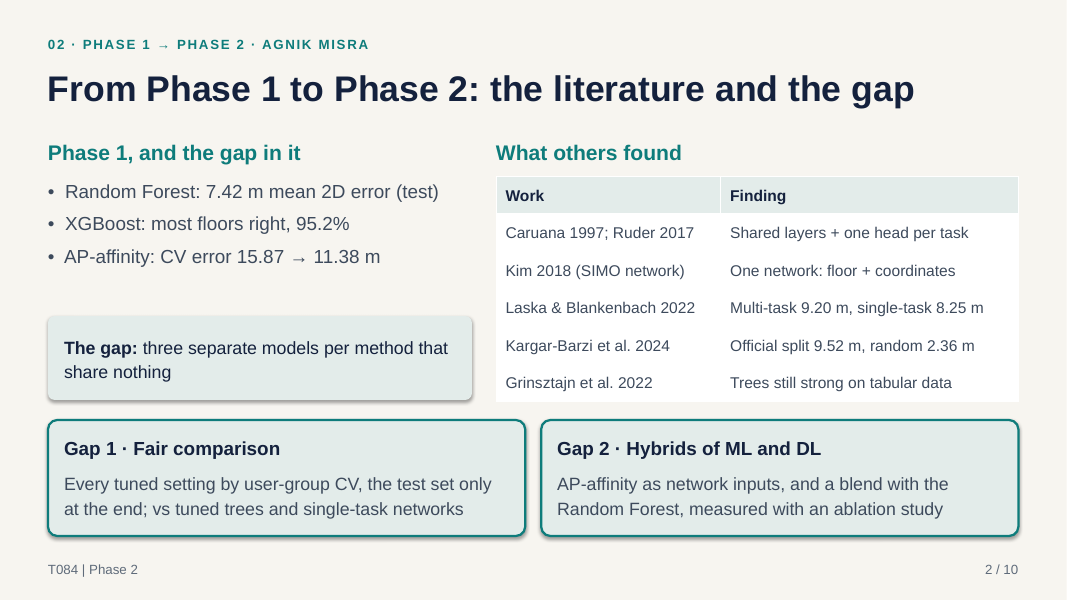 02 · PHASE 1 → PHASE 2 · AGNIK MISRA
From Phase 1 to Phase 2: the literature and the gap
Phase 1, and the gap in it
• Random Forest: 7.42 m mean 2D error (test)
• XGBoost: most floors right, 95.2%
• AP-affinity: CV error 15.87 → 11.38 m
The gap: three separate models per method that
share nothing
What others found
Work Finding
Caruana 1997; Ruder 2017 Shared layers + one head per task
Kim 2018 (SIMO network) One network: floor + coordinates
Laska & Blankenbach 2022 Multi-task 9.20 m, single-task 8.25 m
Kargar-Barzi et al. 2024 Official split 9.52 m, random 2.36 m
Grinsztajn et al. 2022 Trees still strong on tabular data
Gap 1 · Fair comparison
Every tuned setting by user-group CV, the test set only
at the end; vs tuned trees and single-task networks
Gap 2 · Hybrids of ML and DL
AP-affinity as network inputs, and a blend with the
Random Forest, measured with an ablation study
T084 | Phase 2
2 / 10